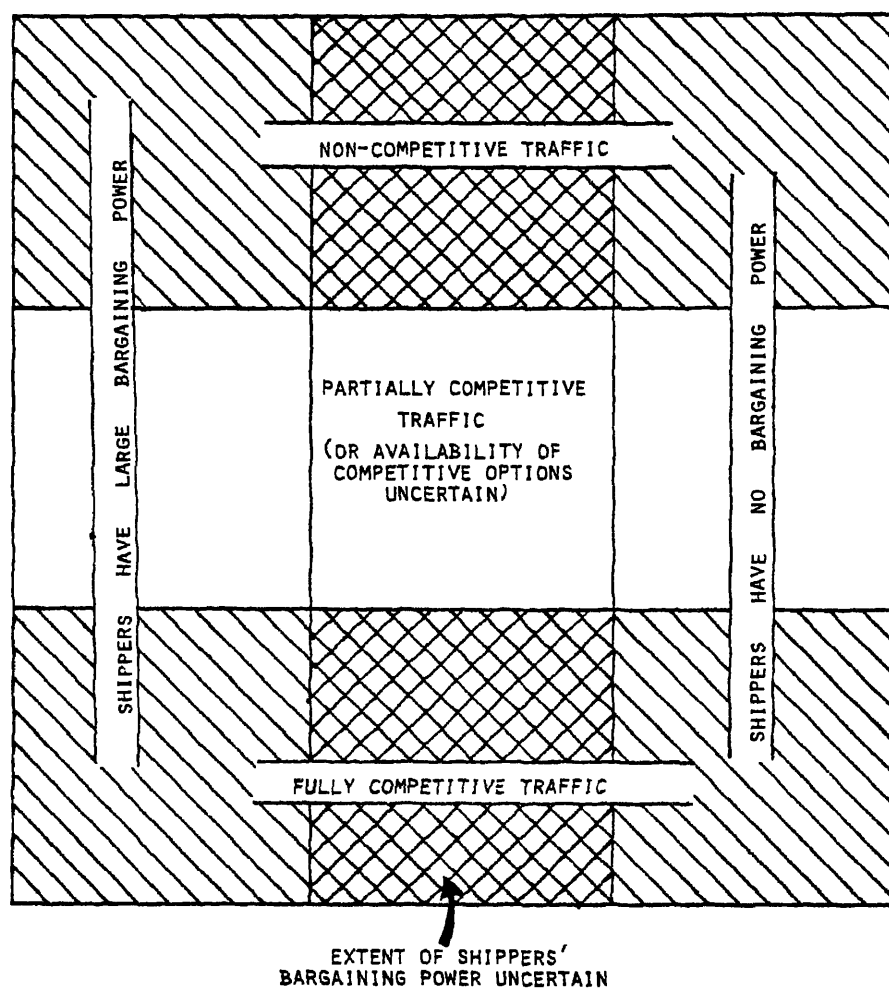 NON-COMPETITIVE TRAFFIC
SHIPPERS HAVE LARGE BARGAINING POWER
SHIPPERS HAVE NO BARGAINING POWER
PARTIALLY COMPETITIVE
TRAFFIC
(OR AVAILABILITY OF
COMPETITIVE OPTIONS
UNCERTAIN)
FULLY COMPETITIVE TRAFFIC
EXTENT OF SHIPPERS'
BARGAINING POWER UNCERTAIN